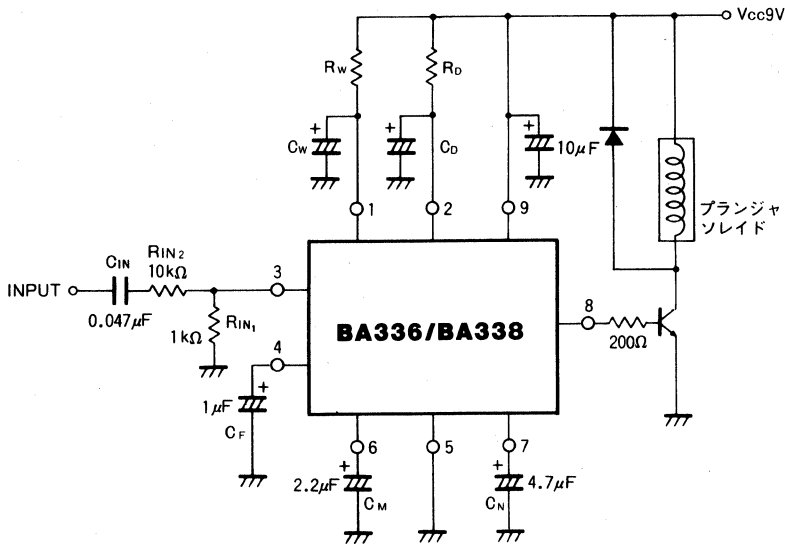 Vcc9V
RW
RD
CW
CD
10μF
プランジャ
ソレイド
1
2
9
INPUT
CIN
0.047μF
RIN2
10kΩ
3
RIN1
1kΩ
4
BA336/BA338
8
200Ω
1μF
CF
6
5
7
2.2μF
CM
CN
4.7μF
+
+
+
+
+
+